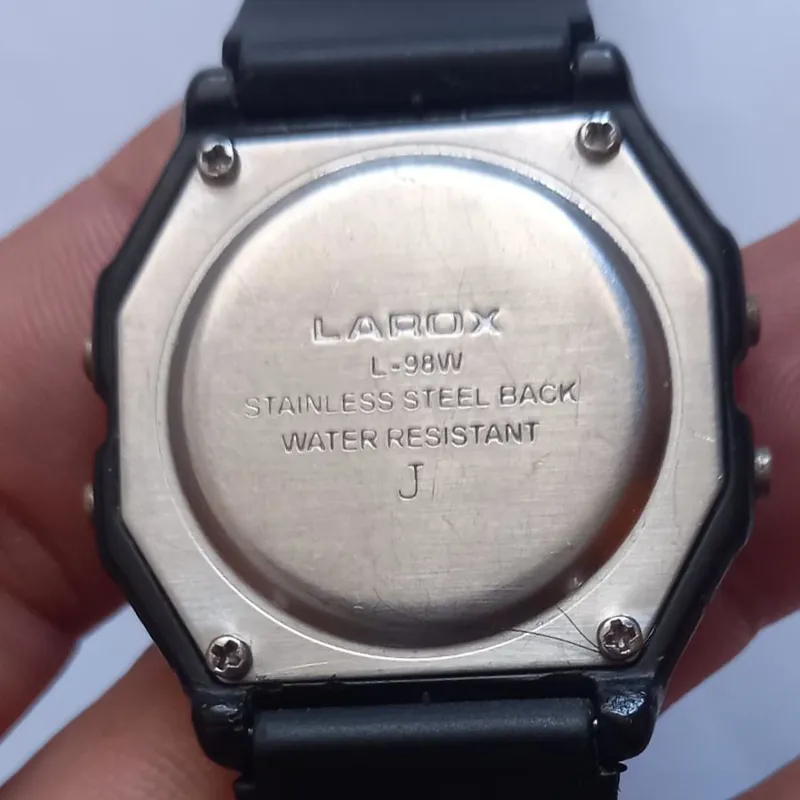 LAROX
L-98W
STAINLESS STEEL BACK
WATER RESISTANT
J